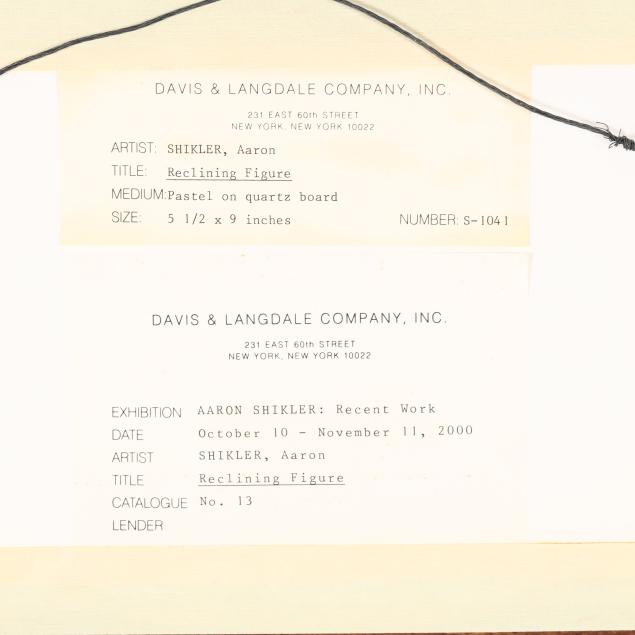 DAVIS & LANGDALE COMPANY, INC.
231 EAST 60th STREET
NEW YORK, NEW YORK 10022
ARTIST: SHIKLER, Aaron
TITLE: Reclining Figure
MEDIUM: Pastel on quartz board
SIZE: 5 1/2 x 9 inches NUMBER: S-1041
DAVIS & LANGDALE COMPANY, INC.
231 EAST 60th STREET
NEW YORK, NEW YORK 10022
EXHIBITION AARON SHIKLER: Recent Work
DATE October 10 - November 11, 2000
ARTIST SHIKLER, Aaron
TITLE Reclining Figure
CATALOGUE No. 13
LENDER